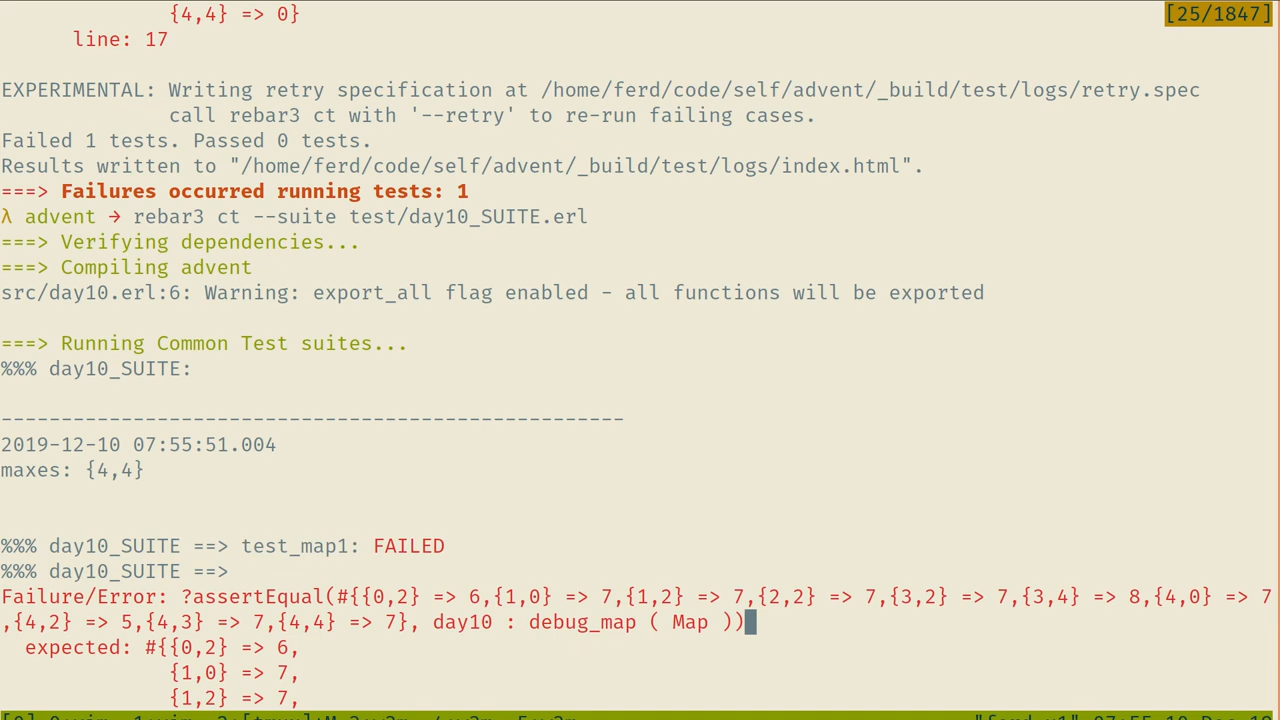 {4,4} => 0}
[25/1847]
line: 17
EXPERIMENTAL: Writing retry specification at /home/ferd/code/self/advent/_build/test/logs/retry.spec
call rebar3 ct with '--retry' to re-run failing cases.
Failed 1 tests. Passed 0 tests.
Results written to "/home/ferd/code/self/advent/_build/test/logs/index.html".
===> Failures occurred running tests: 1
λ advent → rebar3 ct --suite test/day10_SUITE.erl
===> Verifying dependencies...
===> Compiling advent
src/day10.erl:6: Warning: export_all flag enabled - all functions will be exported
===> Running Common Test suites...
%%% day10_SUITE:
----------------------------------------------------
2019-12-10 07:55:51.004
maxes: {4,4}
%%% day10_SUITE ==> test_map1: FAILED
%%% day10_SUITE ==>
Failure/Error: ?assertEqual(#{{0,2} => 6,{1,0} => 7,{1,2} => 7,{2,2} => 7,{3,2} => 7,{3,4} => 8,{4,0} => 7
,{4,2} => 5,{4,3} => 7,{4,4} => 7}, day10 : debug_map ( Map ))
expected: #{{0,2} => 6,
{1,0} => 7,
{1,2} => 7,